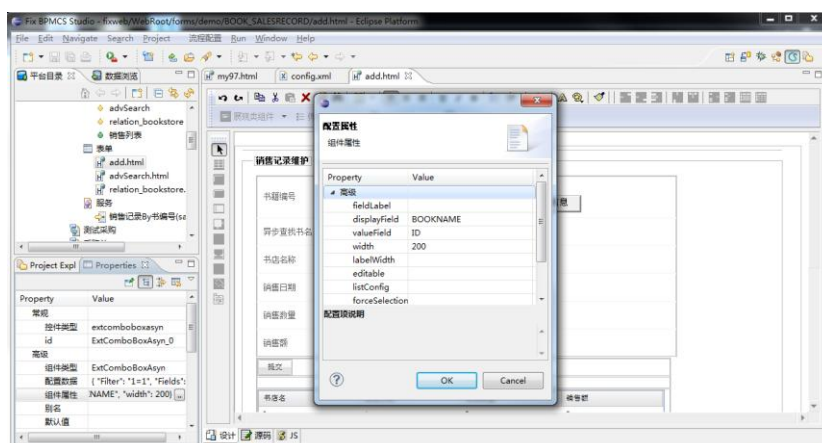 Fix BPMCS Studio - fixweb/WebRoot/forms/demo/BOOK_SALESRECORD/add.html - Eclipse Platform
File Edit Navigate Search Project 流程配置 Run Window Help
平台目录 数据浏览
my97.html config.xml add.html
advSearch
relation_bookstore
销售列表
表单
add.html
advSearch.html
relation_bookstore.
服务
销售记录By书编号(sa
测试采购
Project Expl Properties
Property Value
常规
控件类型 extcomboboxasyn
id ExtComboBoxAsyn_0
高级
组件类型 ExtComboBoxAsyn
配置数据 { "Filter": "1=1", "Fields":
组件属性 NAME", "width": 200}
别名
默认值
展现类组件
销售记录维护
书籍编号
异步查找书名
书店名称
销售日期
销售数量
销售额
提交
书店名 销售额
设计 源码 JS
配置属性
组件属性
Property Value
高级
fieldLabel
displayField BOOKNAME
valueField ID
width 200
labelWidth
editable
listConfig
forceSelection
配置项说明
OK Cancel